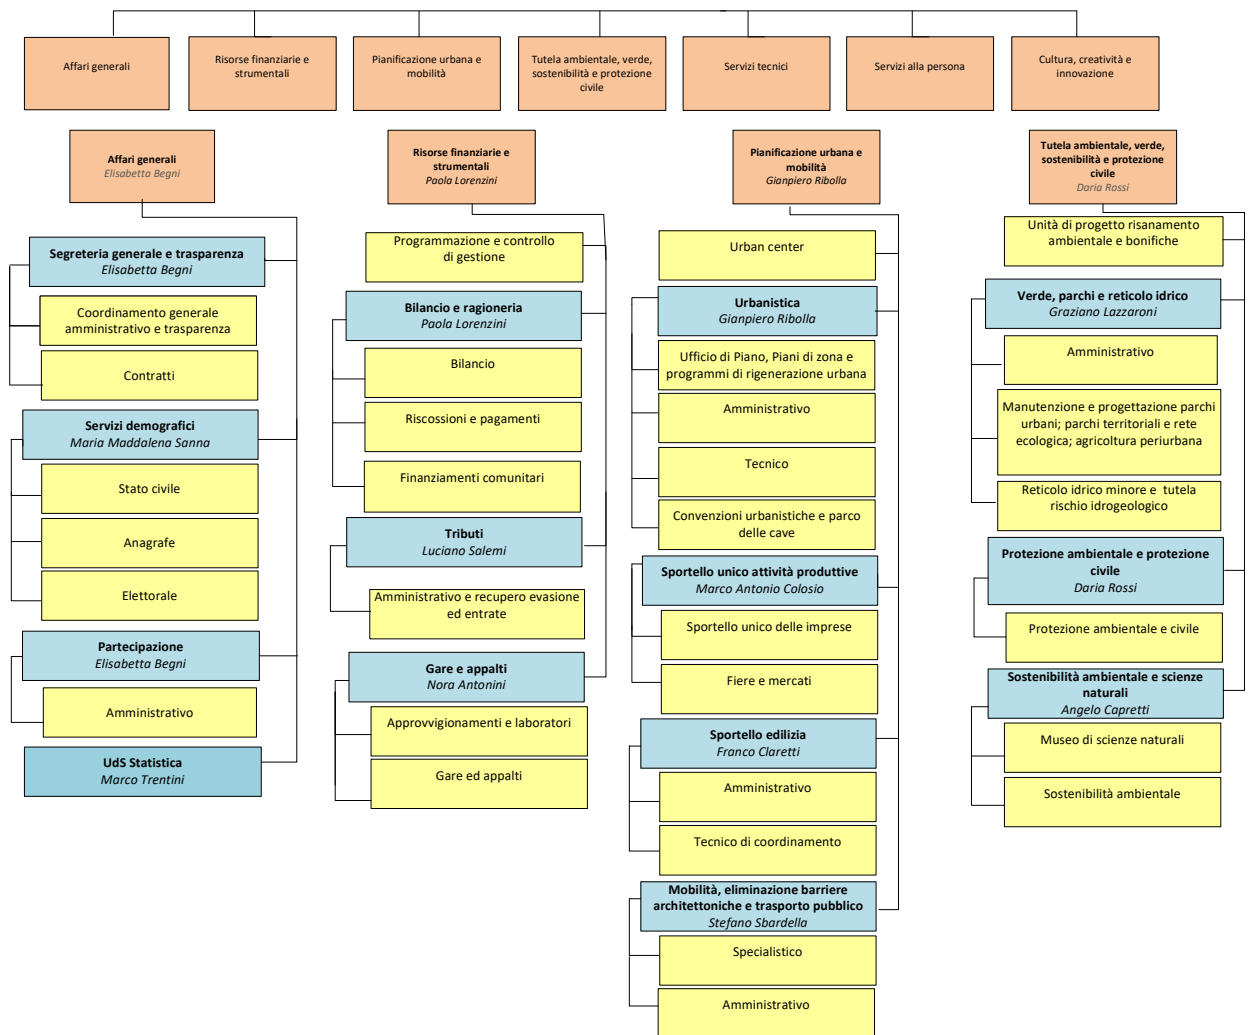 Affari generali
Risorse finanziarie e
strumentali
Pianificazione urbana e
mobilità
Tutela ambientale, verde,
sostenibilità e protezione
civile
Servizi tecnici
Servizi alla persona
Cultura, creatività e
innovazione
Affari generali
Elisabetta Begni
Segreteria generale e trasparenza
Elisabetta Begni
Coordinamento generale
amministrativo e trasparenza
Contratti
Servizi demografici
Maria Maddalena Sanna
Stato civile
Anagrafe
Elettorale
Partecipazione
Elisabetta Begni
Amministrativo
UdS Statistica
Marco Trentini
Risorse finanziarie e
strumentali
Paola Lorenzini
Programmazione e controllo
di gestione
Bilancio e ragioneria
Paola Lorenzini
Bilancio
Riscossioni e pagamenti
Finanziamenti comunitari
Tributi
Luciano Salemi
Amministrativo e recupero evasione
ed entrate
Gare e appalti
Nora Antonini
Approvvigionamenti e laboratori
Gare ed appalti
Pianificazione urbana e
mobilità
Gianpiero Ribolla
Urban center
Urbanistica
Gianpiero Ribolla
Ufficio di Piano, Piani di zona e
programmi di rigenerazione urbana
Amministrativo
Tecnico
Convenzioni urbanistiche e parco
delle cave
Sportello unico attività produttive
Marco Antonio Colosio
Sportello unico delle imprese
Fiere e mercati
Sportello edilizia
Franco Claretti
Amministrativo
Tecnico di coordinamento
Mobilità, eliminazione barriere
architettoniche e trasporto pubblico
Stefano Sbardella
Specialistico
Amministrativo
Tutela ambientale, verde,
sostenibilità e protezione
civile
Daria Rossi
Unità di progetto risanamento
ambientale e bonifiche
Verde, parchi e reticolo idrico
Graziano Lazzaroni
Amministrativo
Manutenzione e progettazione parchi
urbani; parchi territoriali e rete
ecologica; agricoltura periurbana
Reticolo idrico minore e tutela
rischio idrogeologico
Protezione ambientale e protezione
civile
Daria Rossi
Protezione ambientale e civile
Sostenibilità ambientale e scienze
naturali
Angelo Capretti
Museo di scienze naturali
Sostenibilità ambientale